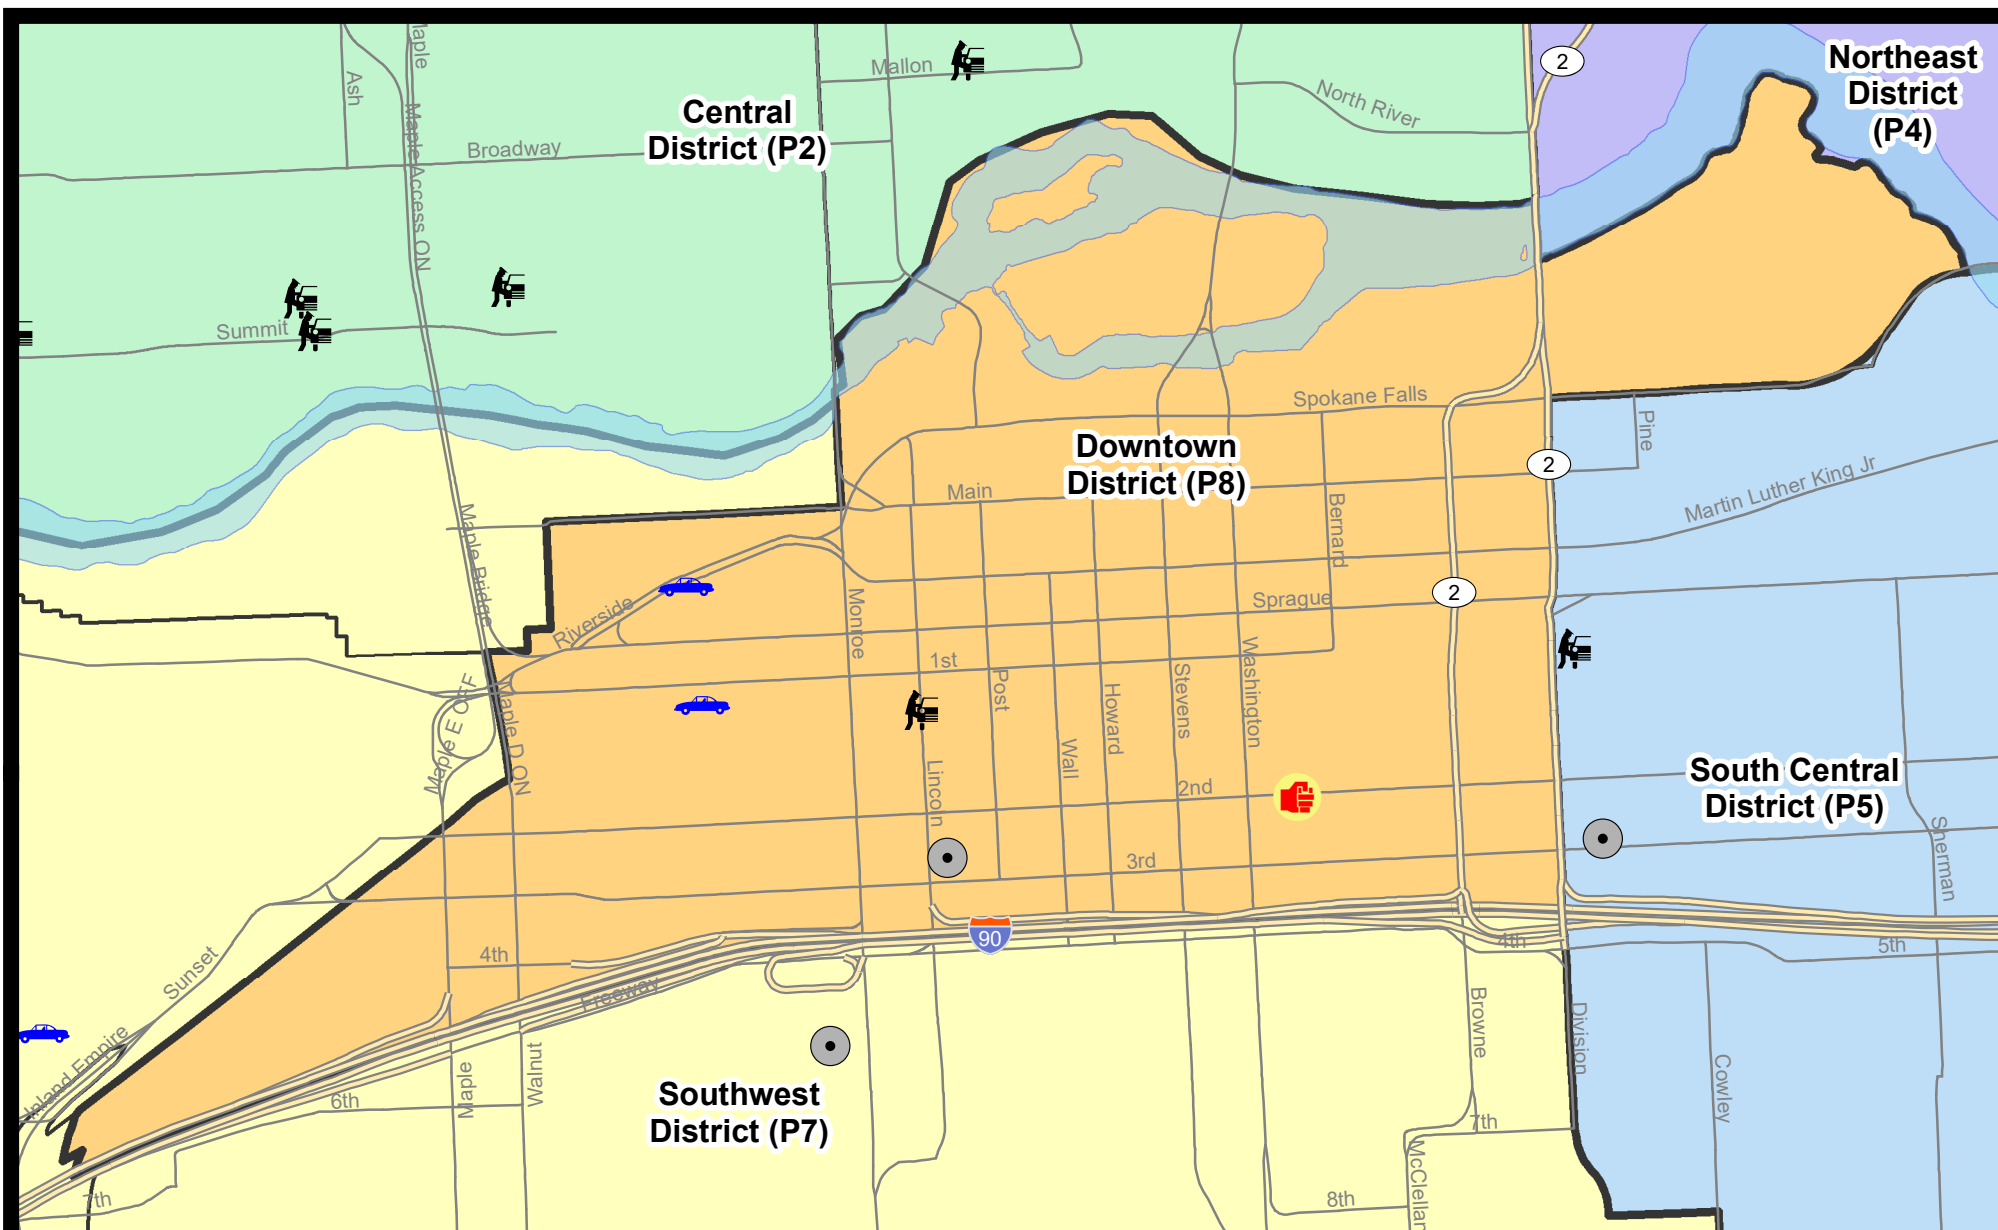 Maple
Ash
Mallon
2
Northeast
District
(P4)
North River
Central
District (P2)
Maple Access ON
Broadway
Summit
Spokane Falls
Pine
Downtown
District (P8)
2
Main
Martin Luther King Jr
Bernard
Maple Bridge
2
Riverside
Monroe
Sprague
1st
Post
Howard
Stevens
Washington
Maple E OFF
Maple D ON
Wall
Lincoln
2nd
South Central
District (P5)
Sherman
3rd
90
4th
4th
5th
Sunset
Freeway
Inland Empire
Maple
Walnut
Browne
Division
Cowley
6th
Southwest
District (P7)
7th
McClellan
7th
8th